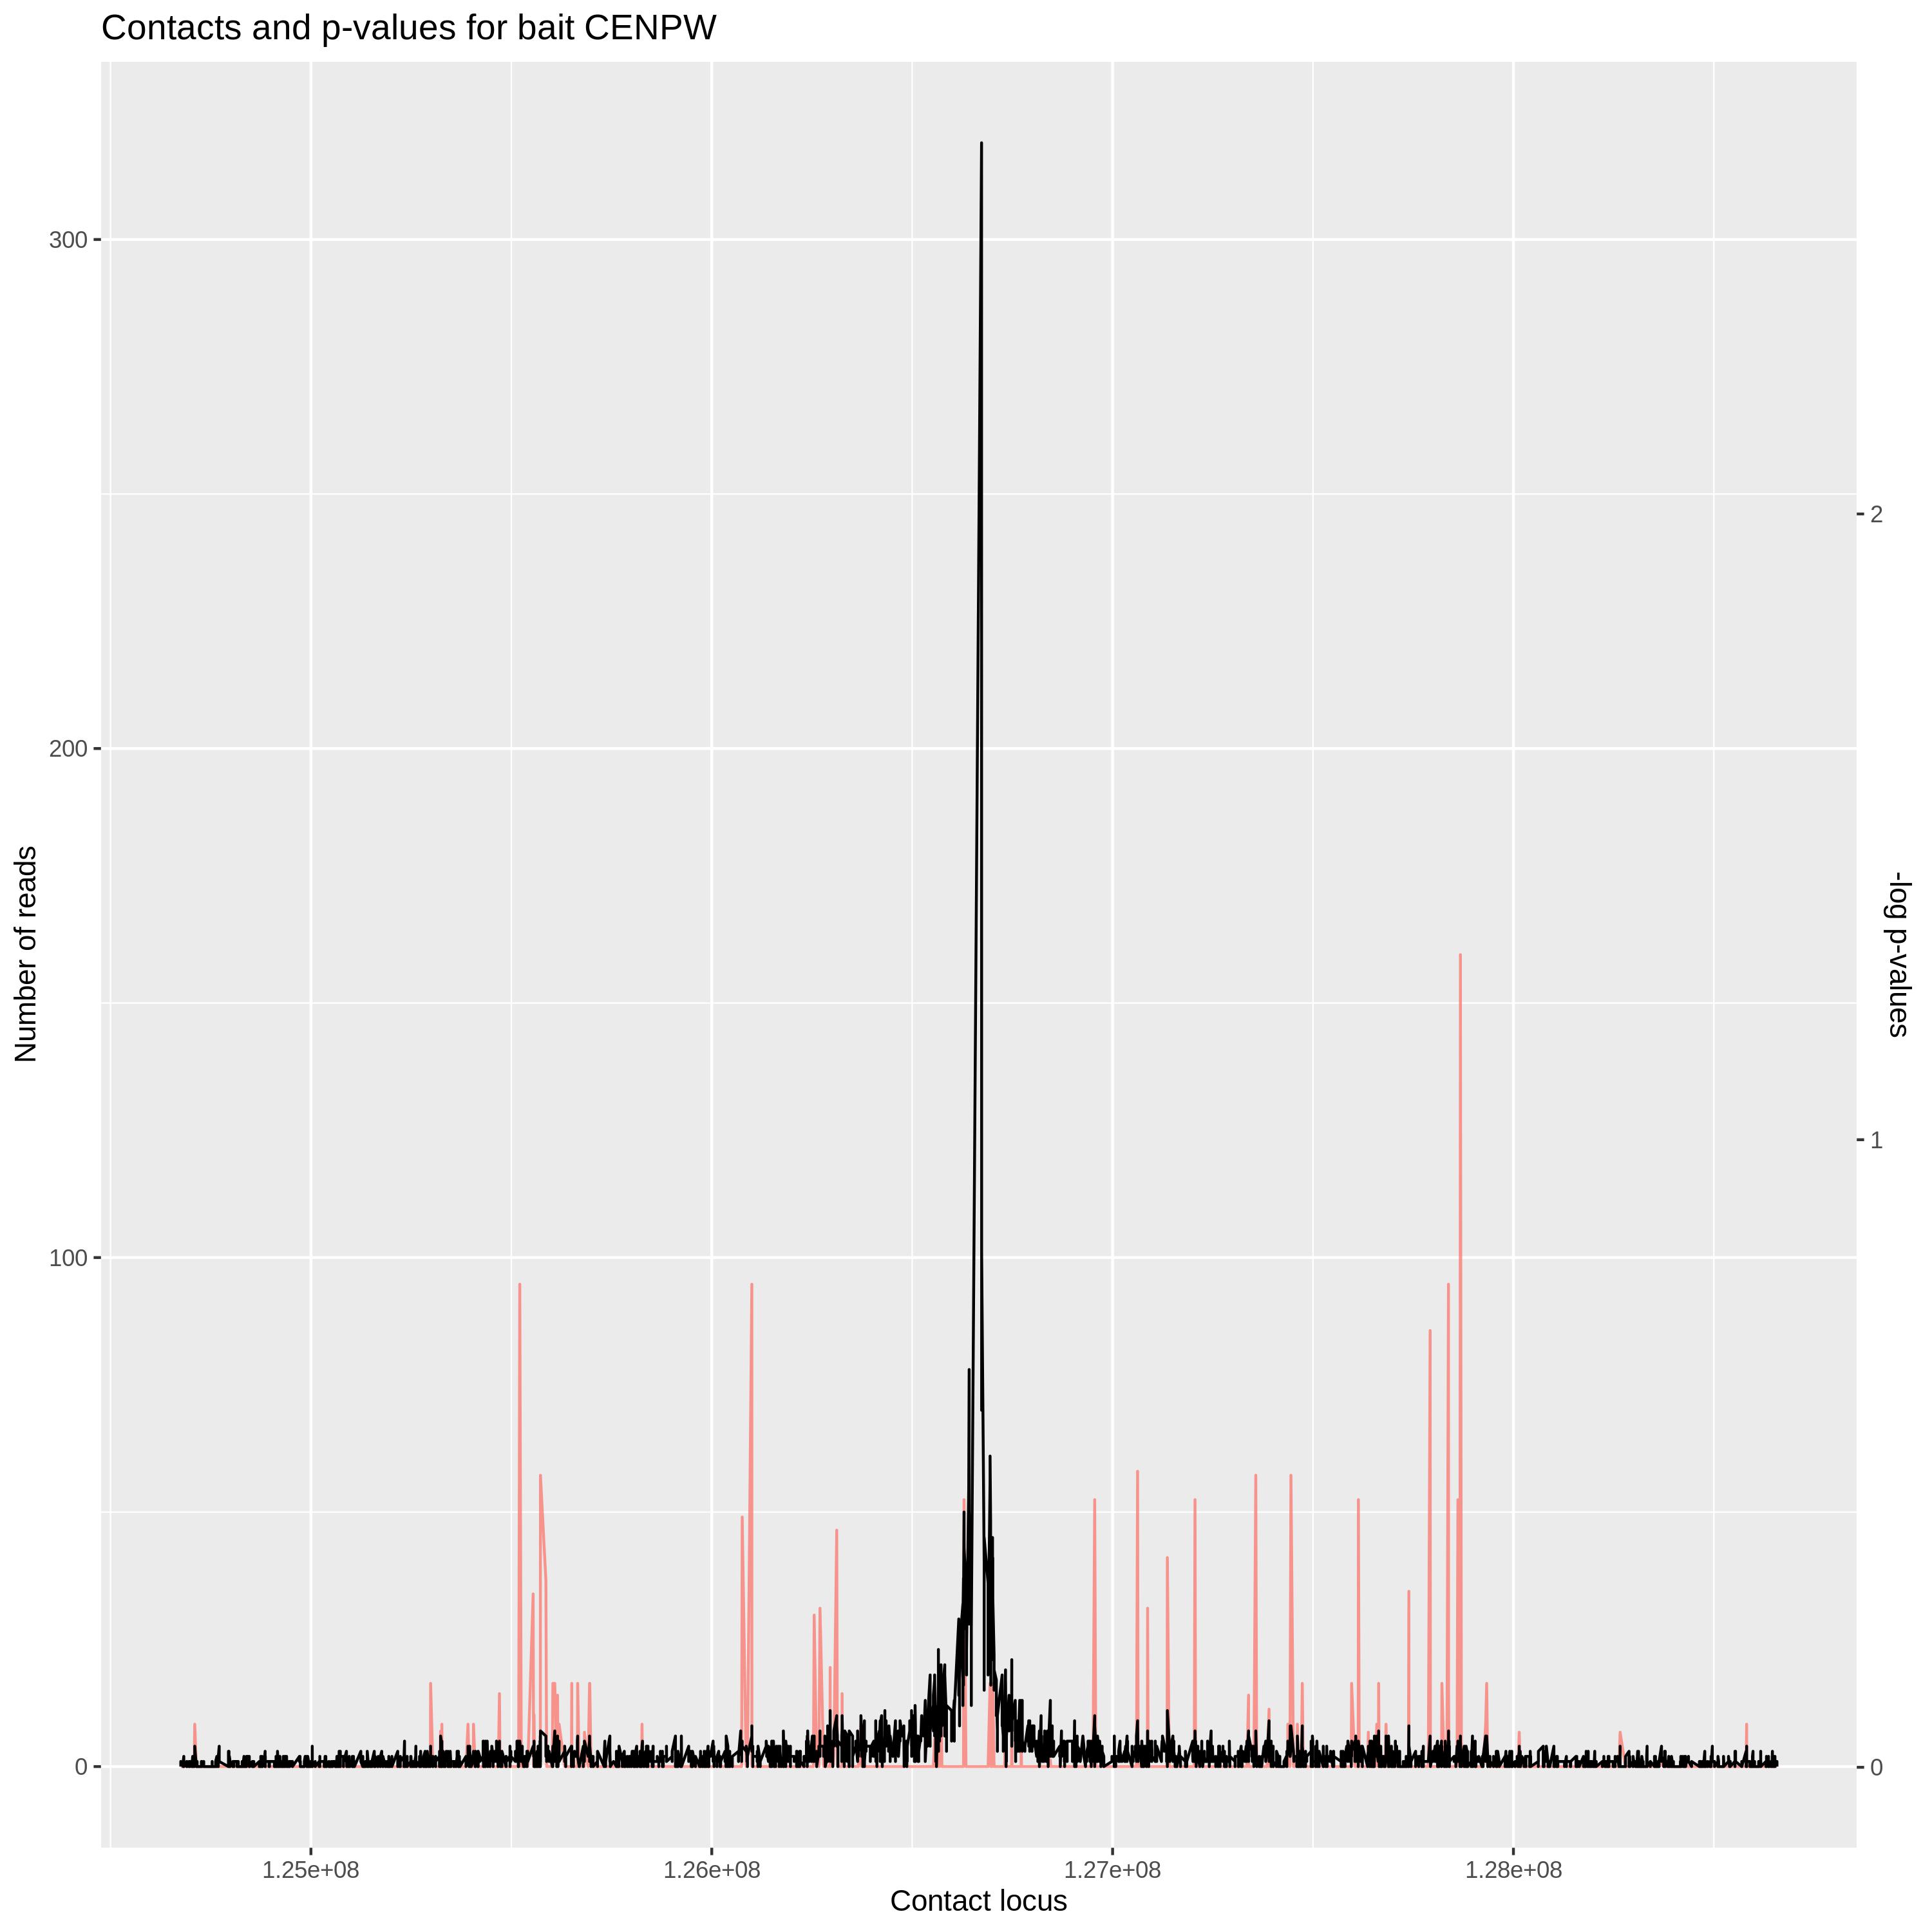 Contacts and p-values for bait CENPW
300
200
100
0
Number of reads
2
1
0
-log p-values
1.25e+08
1.26e+08
1.27e+08
1.28e+08
Contact locus